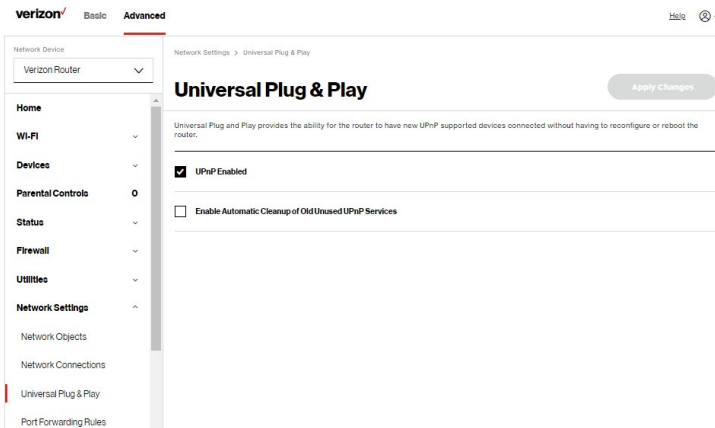 verizon
Basic
Advanced
Help
Network Device
Verizon Router
Home
Wi-Fi
Devices
Parental Controls 0
Status
Firewall
Utilities
Network Settings
Network Objects
Network Connections
Universal Plug & Play
Port Forwarding Rules
Network Settings > Universal Plug & Play
Universal Plug & Play
Apply Changes
Universal Plug and Play provides the ability for the router to have new UPnP supported devices connected without having to reconfigure or reboot the
router.
UPnP Enabled
Enable Automatic Cleanup of Old Unused UPnP Services